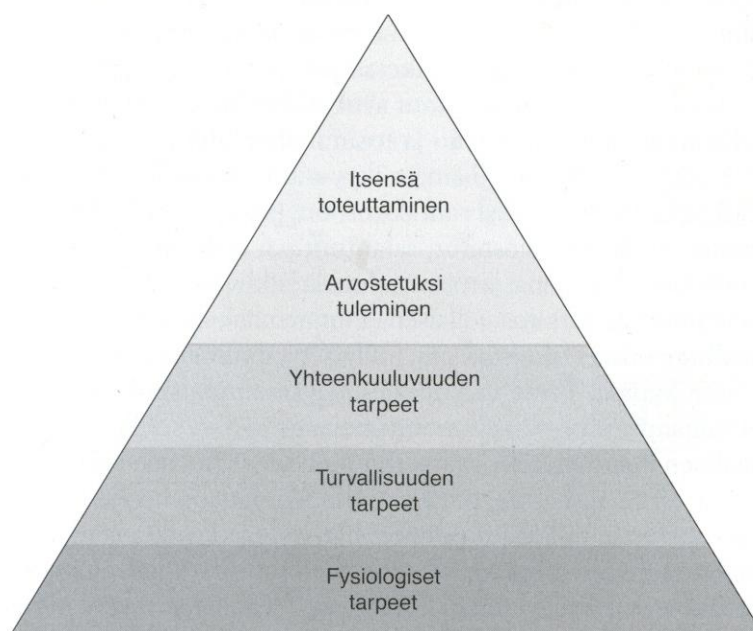 Itsensä
toteuttaminen
Arvostetuksi
tuleminen
Yhteenkuuluvuuden
tarpeet
Turvallisuuden
tarpeet
Fysiologiset
tarpeet